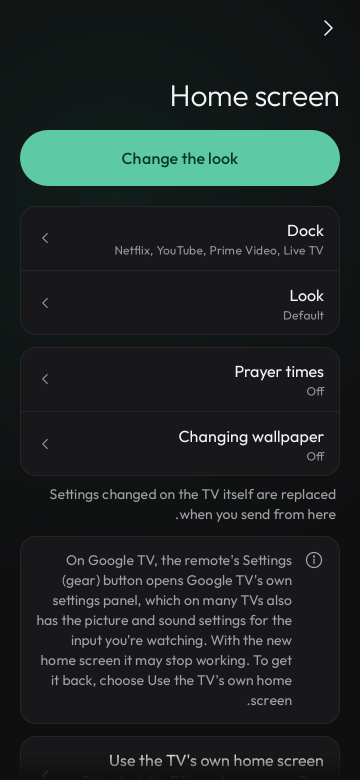 Home screen
Change the look
Dock
Netflix, YouTube, Prime Video, Live TV
Look
Default
Prayer times
Off
Changing wallpaper
Off
Settings changed on the TV itself are replaced
when you send from here.
On Google TV, the remote's Settings
(gear) button opens Google TV's own
settings panel, which on many TVs also
has the picture and sound settings for the
input you're watching. With the new
home screen it may stop working. To get
it back, choose Use the TV's own home
screen.
Use the TV's own home screen